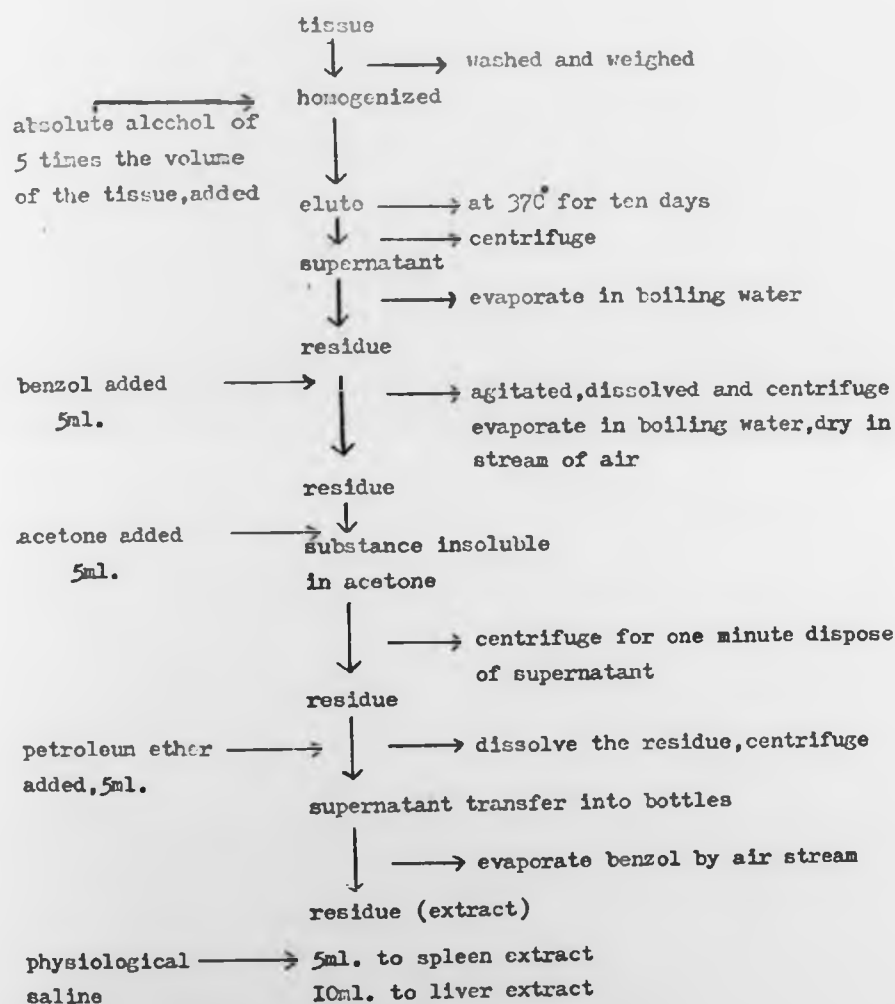 tissue
washed and weighed
homogenized
absolute alcohol of
5 times the volume
of the tissue,added
eluto
at 37C° for ten days
centrifuge
supernatant
evaporate in boiling water
residue
benzol added
5ml.
agitated,dissolved and centrifuge
evaporate in boiling water,dry in
stream of air
residue
acetone added
5ml.
substance insoluble
in acetone
centrifuge for one minute dispose
of supernatant
residue
petroleum ether
added,5ml.
dissolve the residue,centrifuge
supernatant transfer into bottles
evaporate benzol by air stream
residue (extract)
physiological
saline
5ml. to spleen extract
IOml. to liver extract